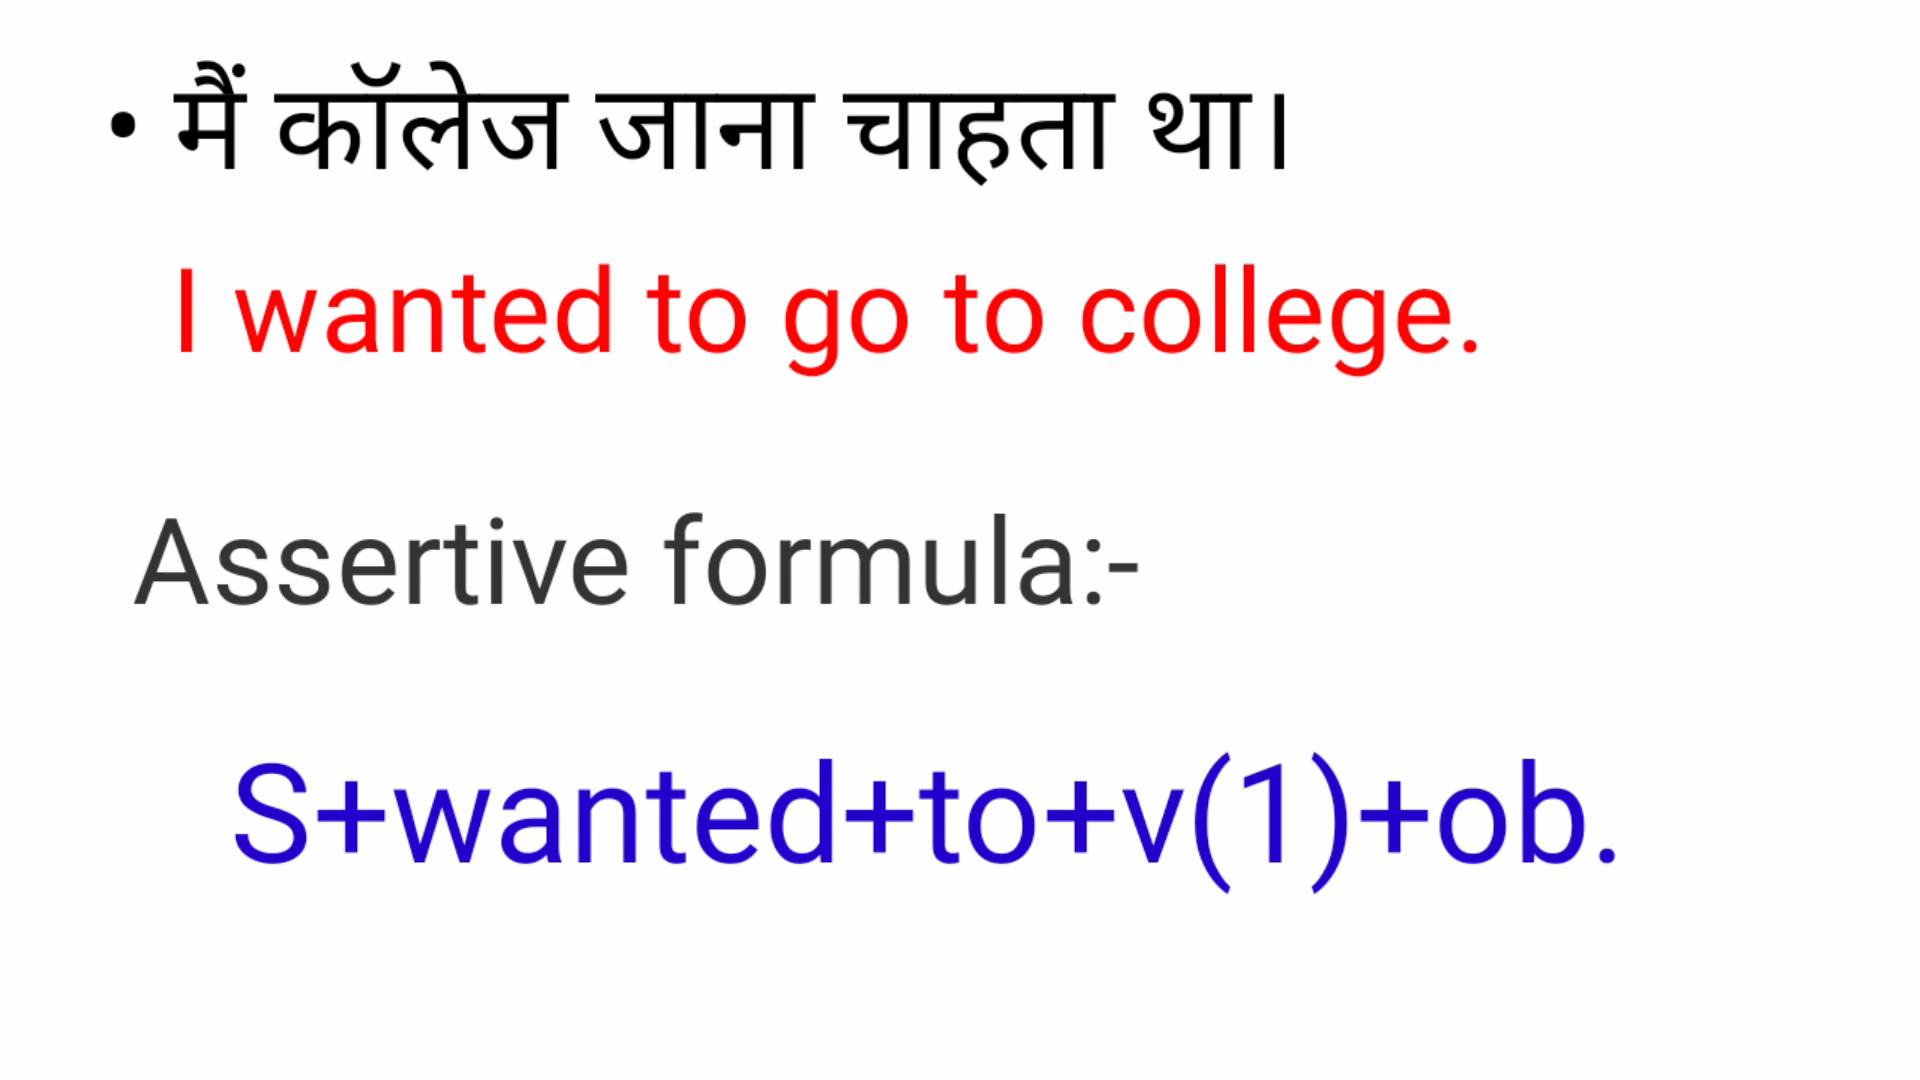 • मैं कॉलेज जाना चाहता था।
I wanted to go to college.
Assertive formula:-
S+wanted+to+v(1)+ob.